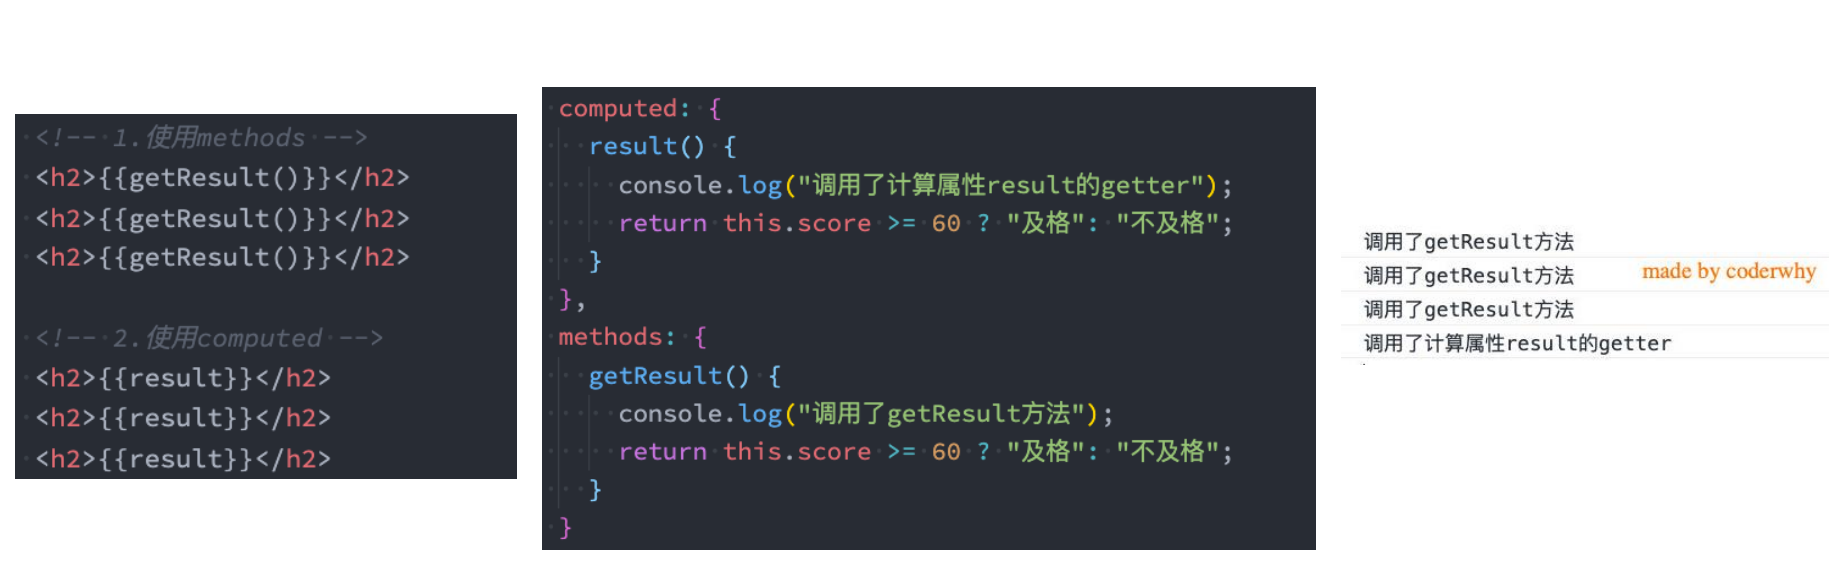 <!-- 1.使用methods -->
<h2>{{getResult()}}</h2>
<h2>{{getResult()}}</h2>
<h2>{{getResult()}}</h2>
<!-- 2.使用computed -->
<h2>{{result}}</h2>
<h2>{{result}}</h2>
<h2>{{result}}</h2>
computed: {
result() {
console.log("调用了计算属性result的getter");
return this.score >= 60 ? "及格": "不及格";
}
},
methods: {
getResult() {
console.log("调用了getResult方法");
return this.score >= 60 ? "及格": "不及格";
}
}
调用了getResult方法
调用了getResult方法
made by coderwhy
调用了getResult方法
调用了计算属性result的getter